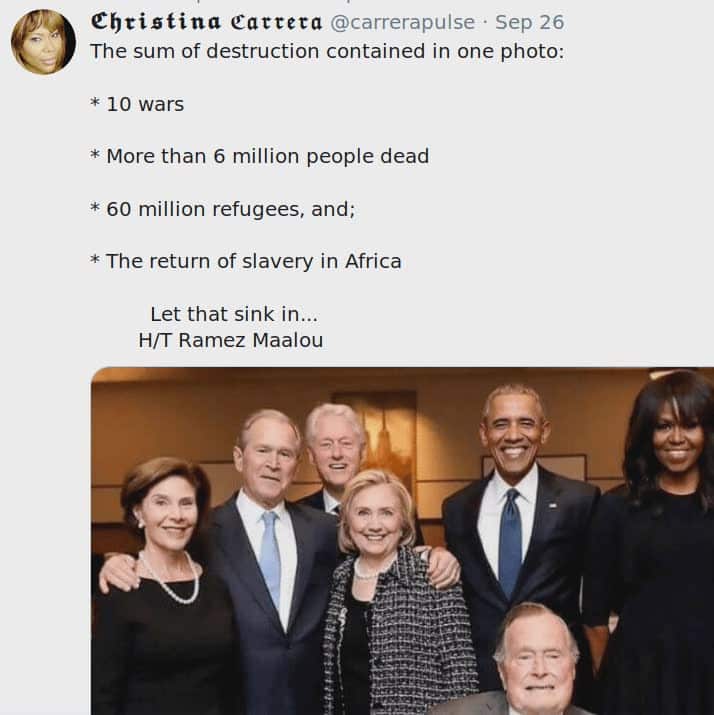 Christina Carrera @carrerapulse · Sep 26
The sum of destruction contained in one photo:
* 10 wars
* More than 6 million people dead
* 60 million refugees, and;
* The return of slavery in Africa
Let that sink in...
H/T Ramez Maalou